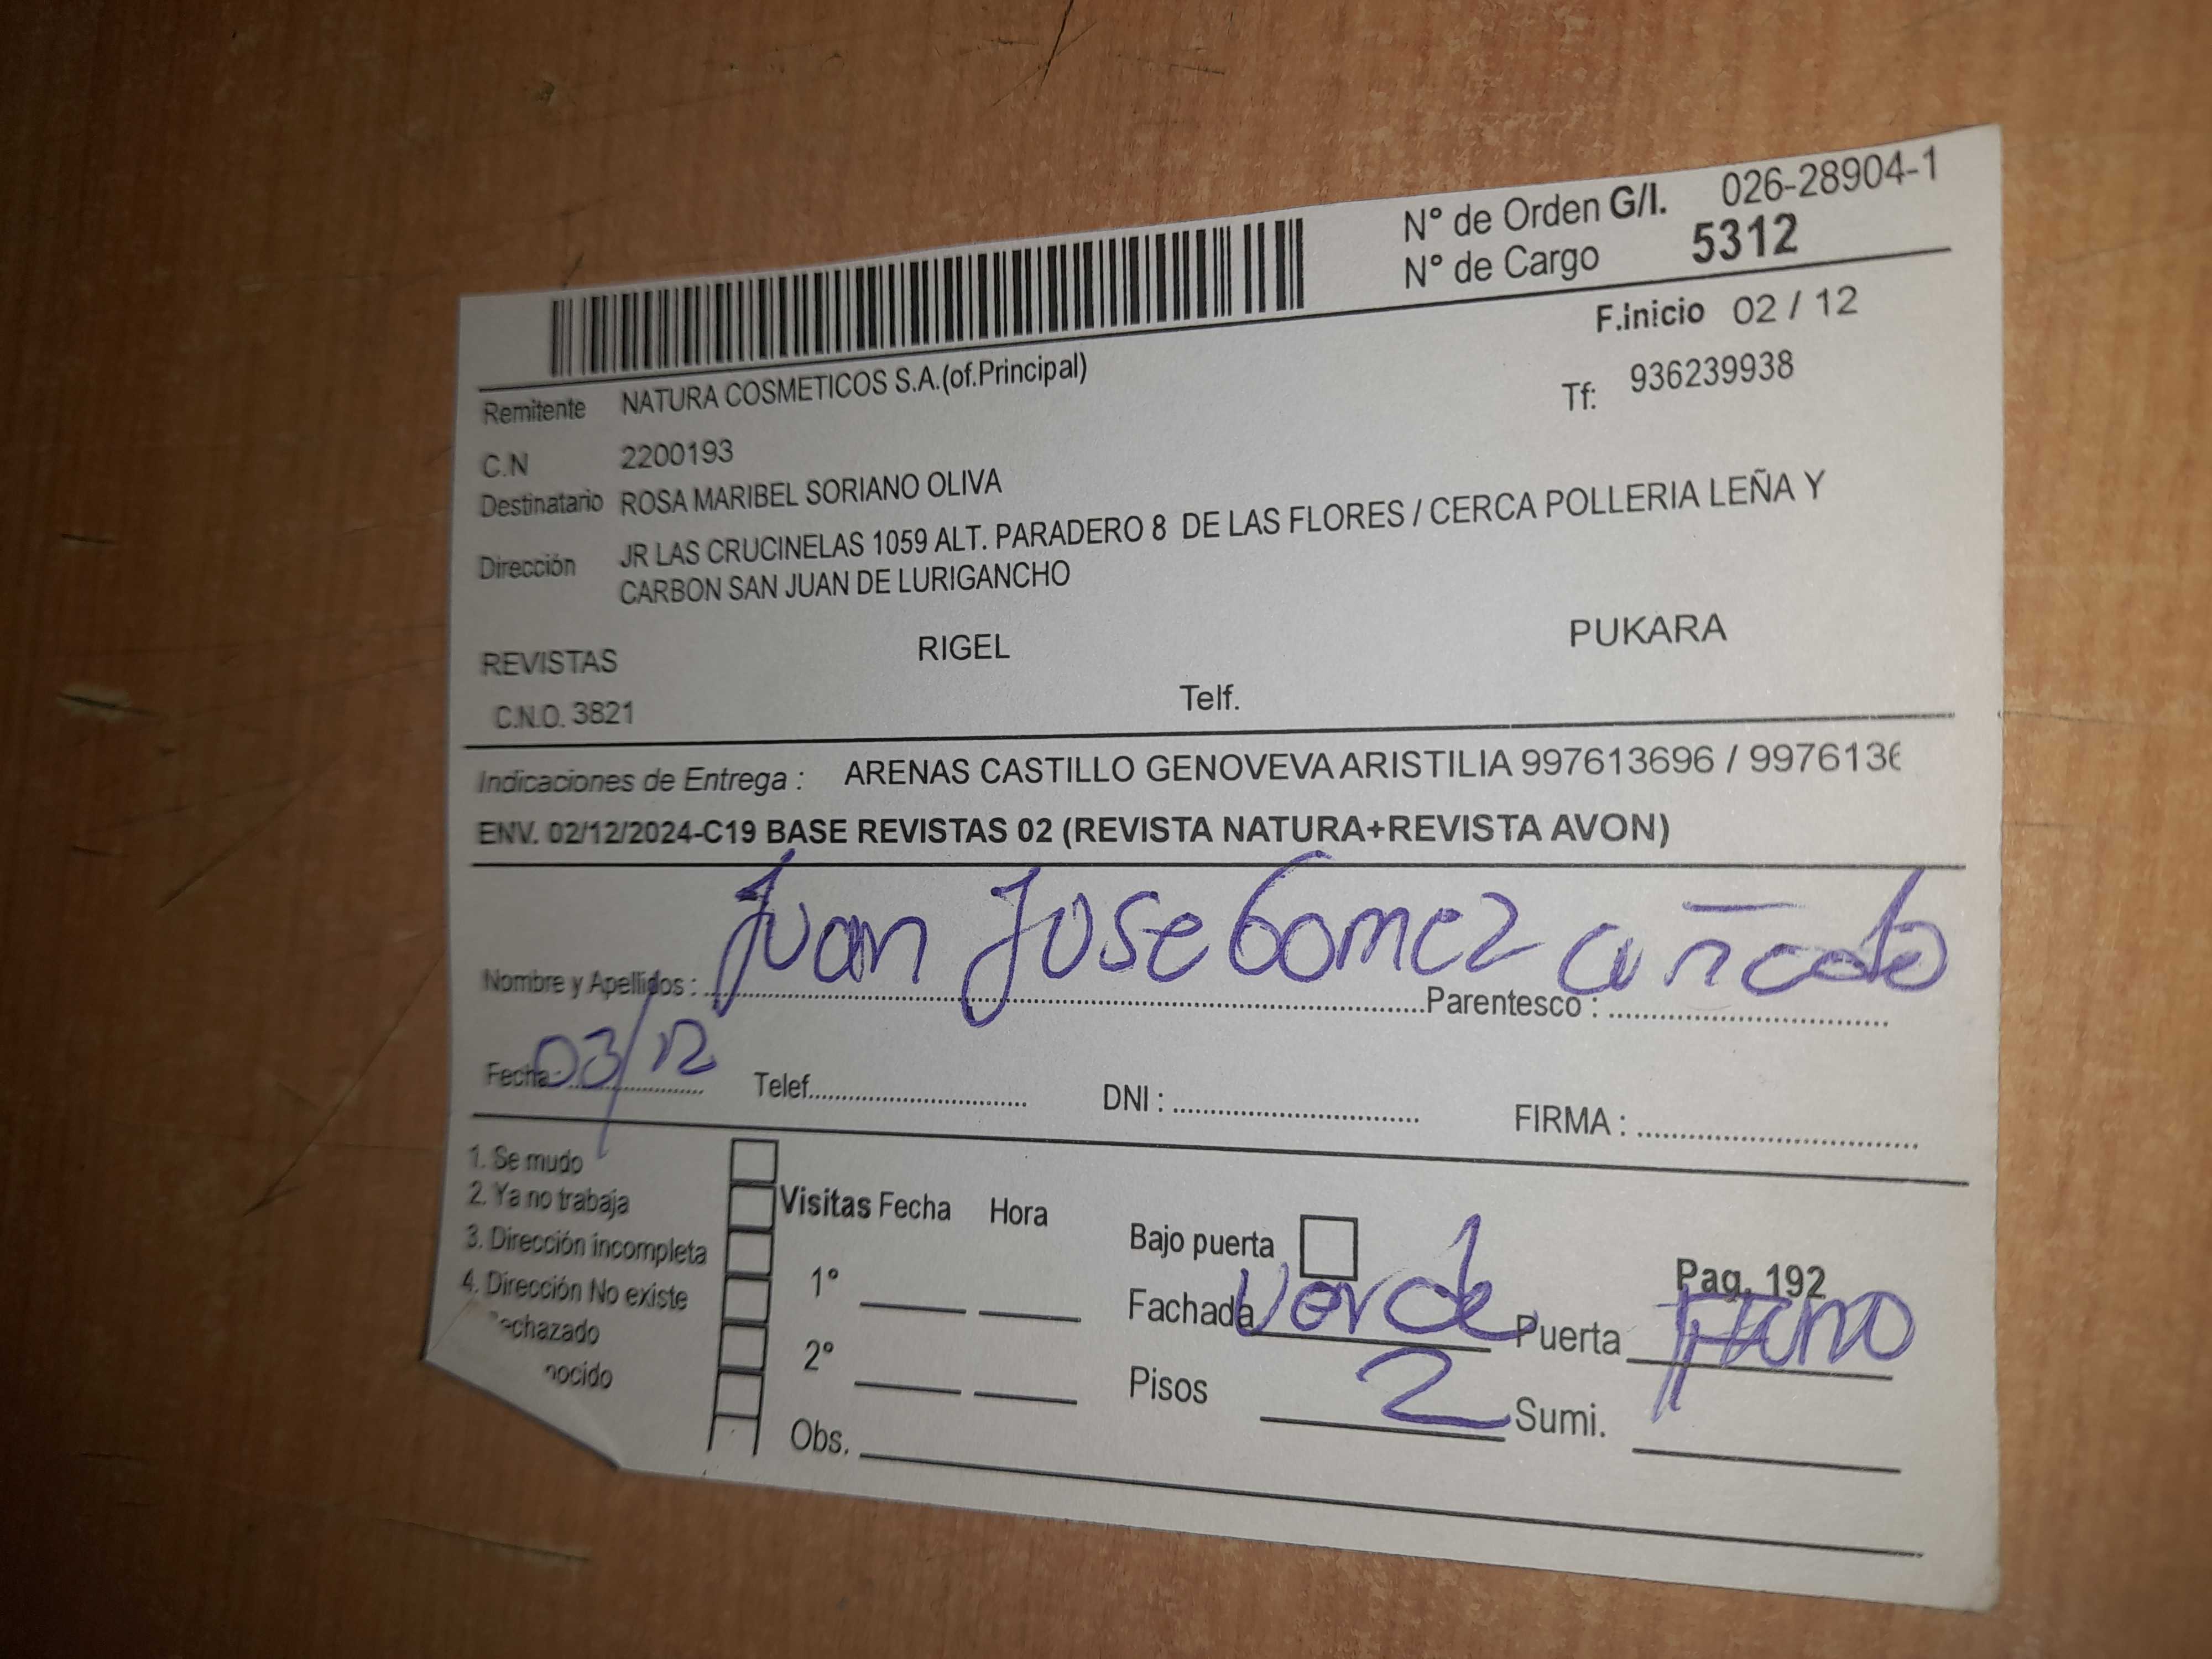 N° de Orden G/I. 026-28904-1
N° de Cargo 5312
F.inicio 02 / 12
Remitente NATURA COSMETICOS S.A.(of.Principal)
Tf: 936239938
C.N 2200193
Destinatario ROSA MARIBEL SORIANO OLIVA
Dirección JR LAS CRUCINELAS 1059 ALT. PARADERO 8 DE LAS FLORES / CERCA POLLERIA LEÑA Y
CARBON SAN JUAN DE LURIGANCHO
REVISTAS RIGEL PUKARA
C.N.O. 3821 Telf.
Indicaciones de Entrega : ARENAS CASTILLO GENOVEVA ARISTILIA 997613696 / 9976136
ENV. 02/12/2024-C19 BASE REVISTAS 02 (REVISTA NATURA+REVISTA AVON)
Nombre y Apellidos : Juan Jose Gomez Parentesco : cuñado
Fecha: 03/12 Telef. DNI : FIRMA :
1. Se mudo
2. Ya no trabaja
3. Dirección incompleta
4. Dirección No existe
echazado
nocido
Visitas Fecha Hora
1°
2°
Obs.
Bajo puerta
Pag. 192
Fachada Verde Puerta
Pisos 2 Sumi.